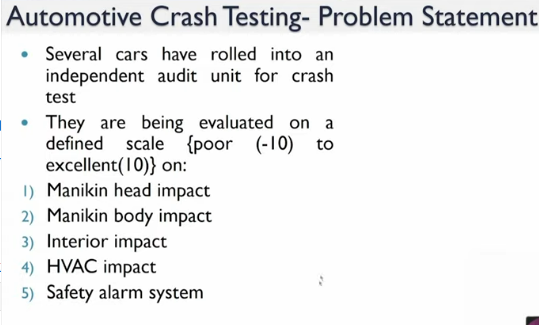 Automotive Crash Testing- Problem Statement
• Several cars have rolled into an
independent audit unit for crash
test
• They are being evaluated on a
defined scale {poor (-10) to
excellent(10)} on:
1) Manikin head impact
2) Manikin body impact
3) Interior impact
4) HVAC impact
5) Safety alarm system